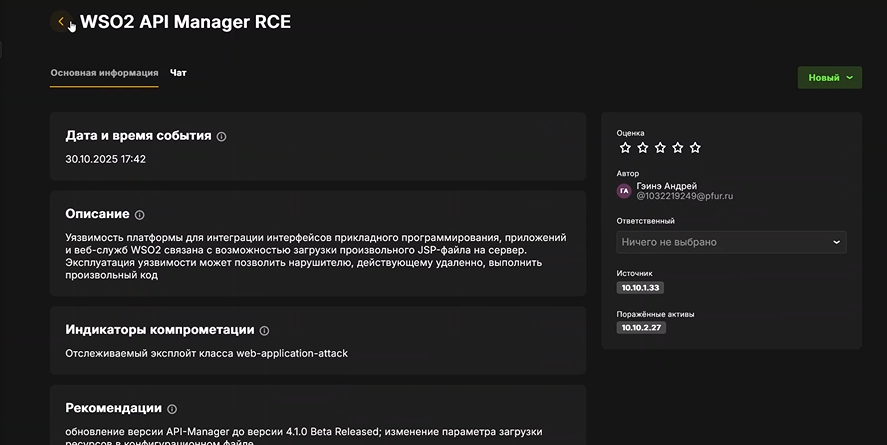 WSO2 API Manager RCE
Основная информация
Чат
Новый
Дата и время события
30.10.2025 17:42
Описание
Уязвимость платформы для интеграции интерфейсов прикладного программирования, приложений
и веб-служб WSO2 связана с возможностью загрузки произвольного JSP-файла на сервер.
Эксплуатация уязвимости может позволить нарушителю, действующему удаленно, выполнить
произвольный код
Индикаторы компрометации
Отслеживаемый эксплойт класса web-application-attack
Рекомендации
обновление версии API-Manager до версии 4.1.0 Beta Released; изменение параметра загрузки
ресурсов в конфигурационном файле
Оценка
Автор
ГА
Гэинэ Андрей
@1032219249@pfur.ru
Ответственный
Ничего не выбрано
Источник
10.10.1.33
Поражённые активы
10.10.2.27